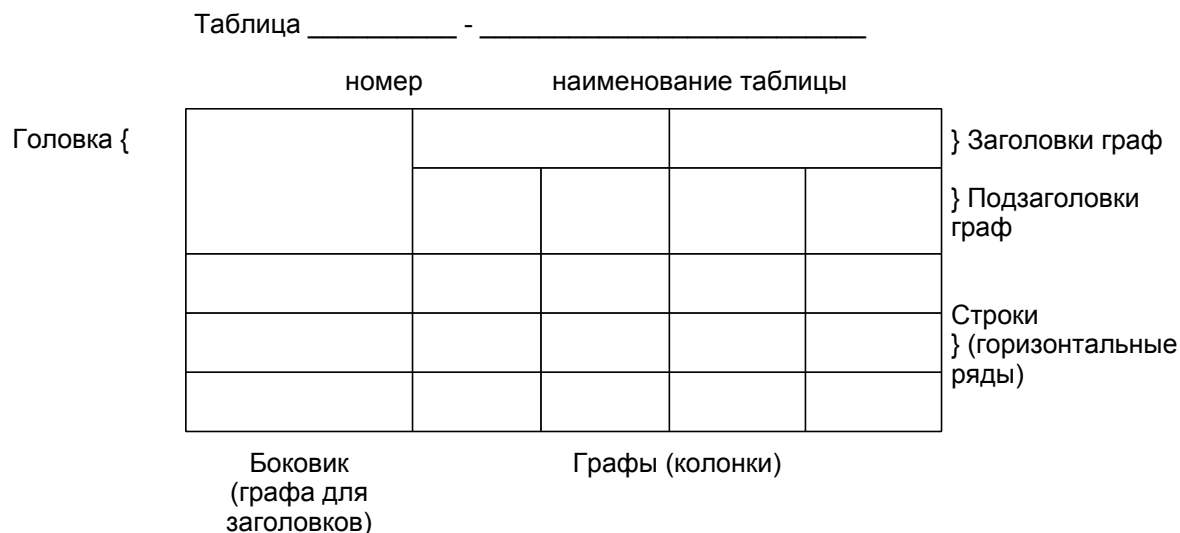 Таблица __________ - __________________________
номер наименование таблицы
Головка {
} Заголовки граф
} Подзаголовки
граф
Строки
} (горизонтальные
ряды)
Боковик Графы (колонки)
(графа для
заголовков)